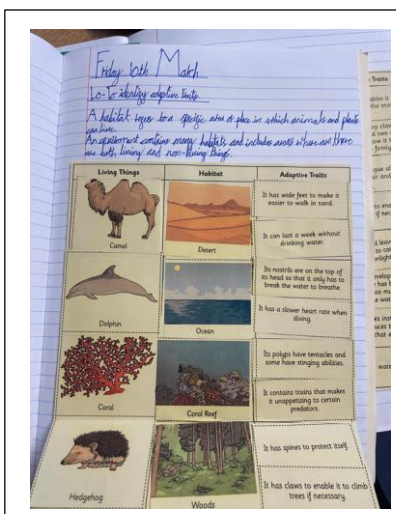 Friday 10th March
Lo-To identify adaptive traits.
A habitat refers to a specific area or place in which animals and plants
can live.
An enviroment contains many habitats and includes areas where are there
are both living and non-living things.
Living Things Habitat Adaptive Traits
It has wide feet to make it
easier to walk in sand.
It can last a week without
drinking water.
Camel Desert
Its nostrils are on the top of
its head so that it only has to
break the water to breathe.
It has a slower heart rate when
diving.
Dolphin Ocean
Its polyps have tentacles and
some have stinging abilities.
It contains toxins that makes
it unappetizing to certain
predators.
Coral Coral Reef
It has spines to protect itself.
It has claws to enable it to climb
trees if necessary.
Hedgehog Woods
Traits